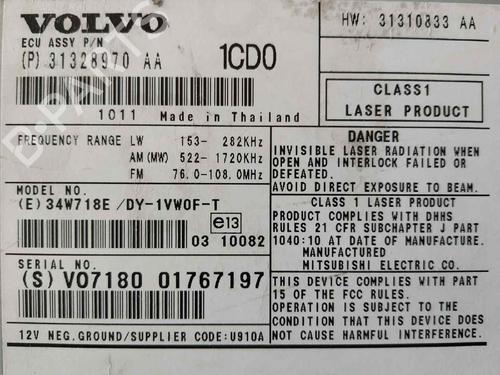 VOLVO
ECU ASSY P/N
(P) 31328970 AA
1CD0
HW: 31310833 AA
1011 Made in Thailand
CLASS1
LASER PRODUCT
FREQUENCY RANGE LW 153- 282KHz
AM(MW) 522- 1720KHz
FM 76.0-108.0MHz
MODEL NO.
(E) 34W718E /DY-1VW0F-T
e13
03 10082
SERIAL NO.
(S) V07180 01767197
12V NEG.GROUND/SUPPLIER CODE:U910A
DANGER
INVISIBLE LASER RADIATION WHEN
OPEN AND INTERLOCK FAILED OR
DEFEATED.
AVOID DIRECT EXPOSURE TO BEAM.
CLASS 1 LASER PRODUCT
PRODUCT COMPLIES WITH DHHS
RULES 21 CFR SUBCHAPTER J PART
1040:10 AT DATE OF MANUFACTURE.
MANUFACTURED
MITSUBISHI ELECTRIC CO.
THIS DEVICE COMPLIES WITH PART
15 OF THE FCC RULES.
OPERATION IS SUBJECT TO THE
CONDITION THAT THIS DEVICE DOES
NOT CAUSE HARMFUL INTERFERENCE.